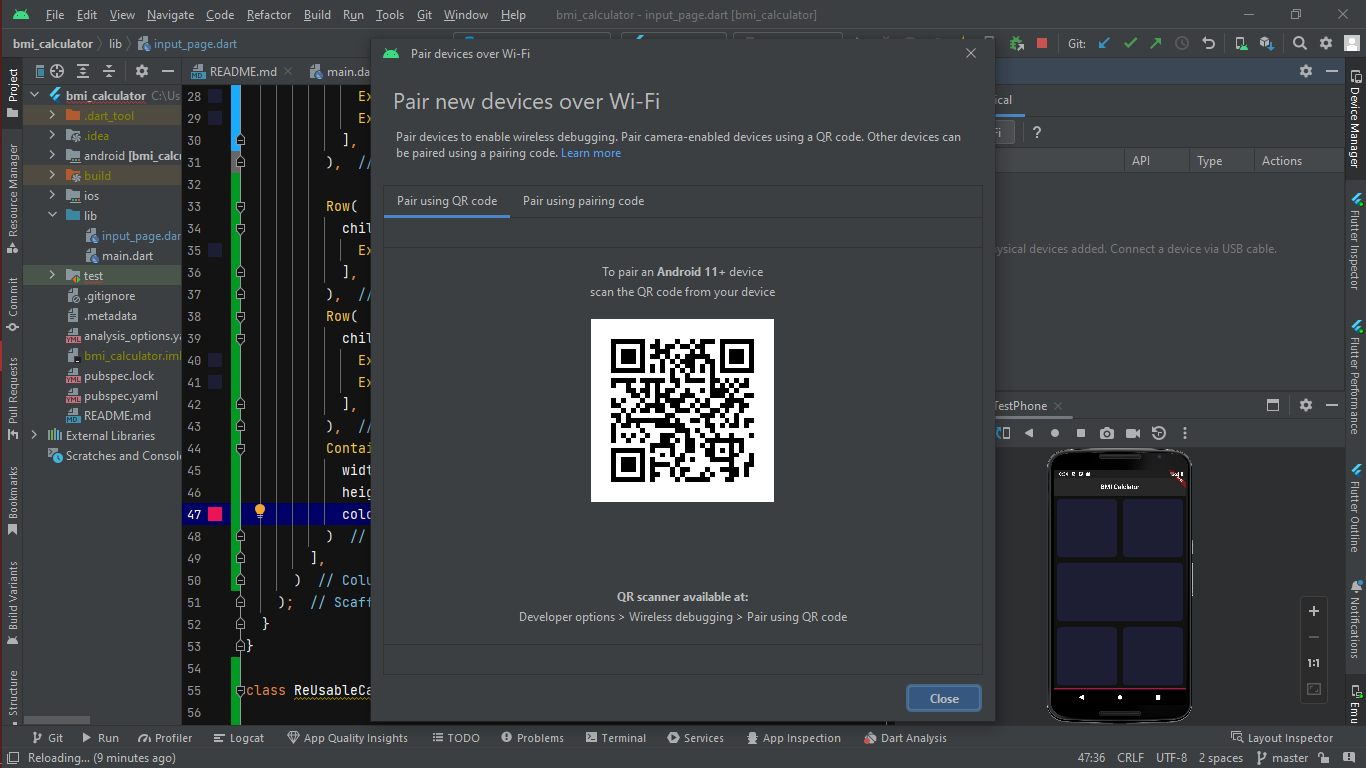 File Edit View Navigate Code Refactor Build Run Tools Git Window Help bmi_calculator - input_page.dart [bmi_calculator]
bmi_calculator lib input_page.dart
Git:
Pair devices over Wi-Fi
Project
Resource Manager
Commit
Pull Requests
Bookmarks
Build Variants
Structure
bmi_calculator C:\Us
.dart_tool
.idea
android [bmi_calcu
build
ios
lib
input_page.dar
main.dart
test
.gitignore
.metadata
analysis_options.ya
bmi_calculator.iml
pubspec.lock
pubspec.yaml
README.md
External Libraries
Scratches and Consol
README.md main.da
28 Ex
29 Ex
30 ],
31 ), //
32
33 Row(
34 chil
35 Ex
36 ],
37 ), //
38 Row(
39 chil
40 Ex
41 Ex
42 ],
43 ), //
44 Contai
45 widt
46 heig
47 colo
48 ) //
49 ],
50 ) // Colu
51 ); // Scaff
52 }
53 }
54
55 class ReUsableCa
56
Pair new devices over Wi-Fi
Pair devices to enable wireless debugging. Pair camera-enabled devices using a QR code. Other devices can
be paired using a pairing code. Learn more
Pair using QR code Pair using pairing code
To pair an Android 11+ device
scan the QR code from your device
QR scanner available at:
Developer options > Wireless debugging > Pair using QR code
Close
ical
Fi ?
API Type Actions
ysical devices added. Connect a device via USB cable.
TestPhone
BMI Calclator
1:1
Device Manager
Flutter Inspector
Flutter Performance
Flutter Outline
Notifications
Emu
Git Run Profiler Logcat App Quality Insights TODO Problems Terminal Services App Inspection Dart Analysis Layout Inspector
Reloading... (9 minutes ago) 47:36 CRLF UTF-8 2 spaces master